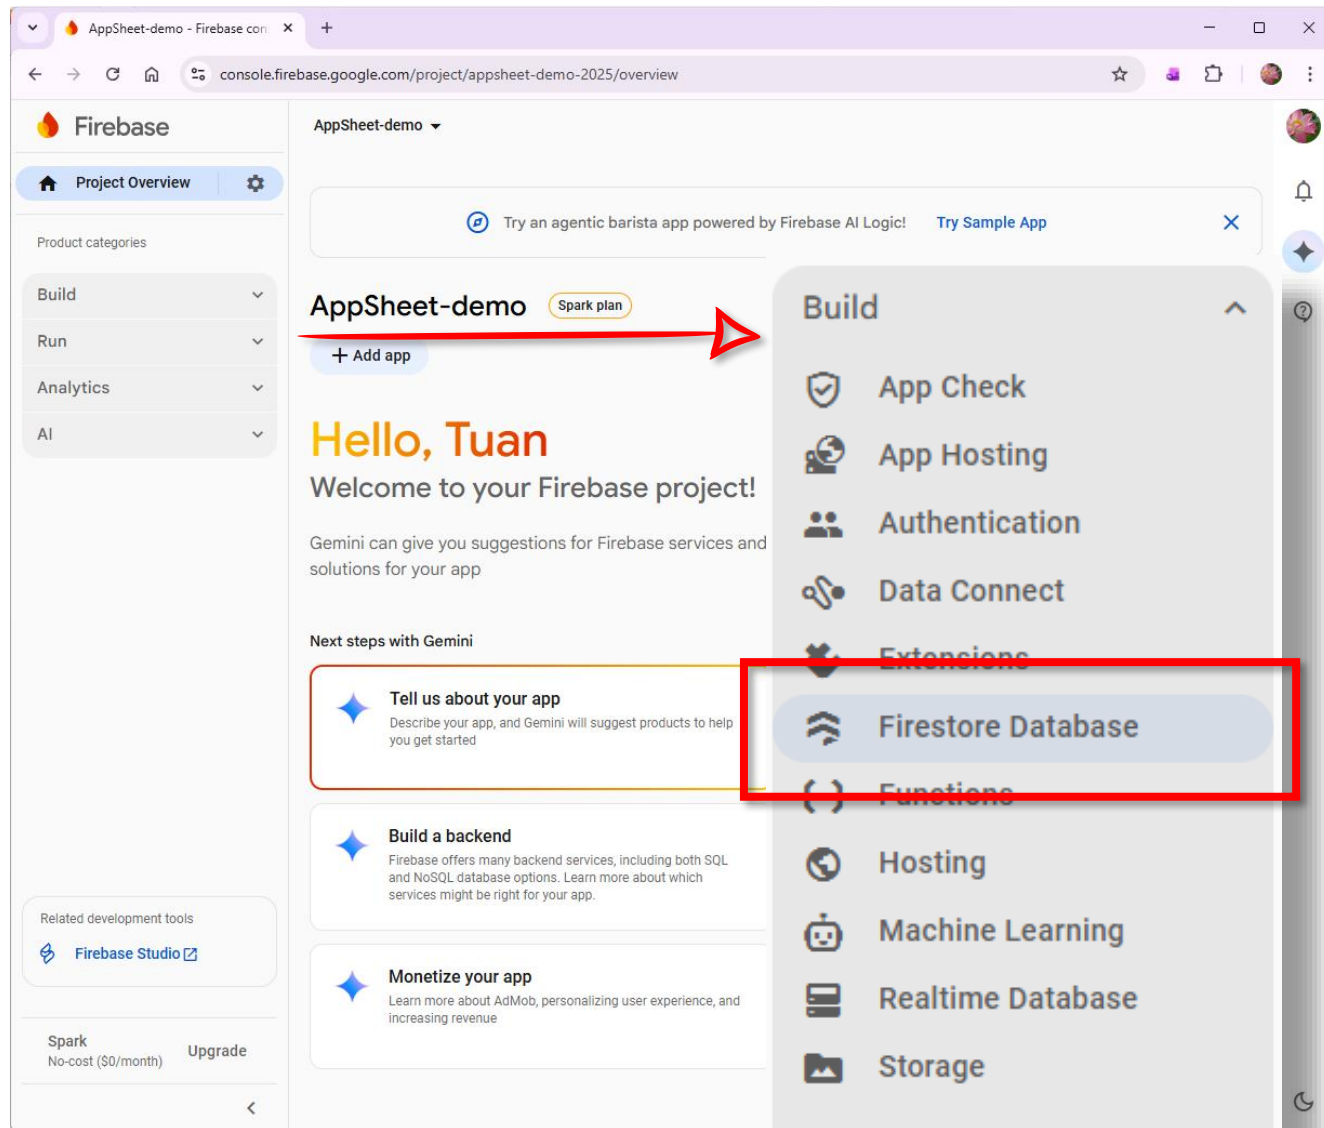 AppSheet-demo - Firebase con
console.firebase.google.com/project/appsheet-demo-2025/overview
Firebase
AppSheet-demo
Project Overview
Try an agentic barista app powered by Firebase AI Logic!
Try Sample App
Product categories
Build
Run
Analytics
AI
AppSheet-demo
Spark plan
+ Add app
Hello, Tuan
Welcome to your Firebase project!
Gemini can give you suggestions for Firebase services and
solutions for your app
Next steps with Gemini
Tell us about your app
Describe your app, and Gemini will suggest products to help
you get started
Build a backend
Firebase offers many backend services, including both SQL
and NoSQL database options. Learn more about which
services might be right for your app.
Monetize your app
Learn more about AdMob, personalizing user experience, and
increasing revenue
Build
App Check
App Hosting
Authentication
Data Connect
Extensions
Firestore Database
Functions
Hosting
Machine Learning
Realtime Database
Storage
Related development tools
Firebase Studio
Spark
No-cost ($0/month)
Upgrade